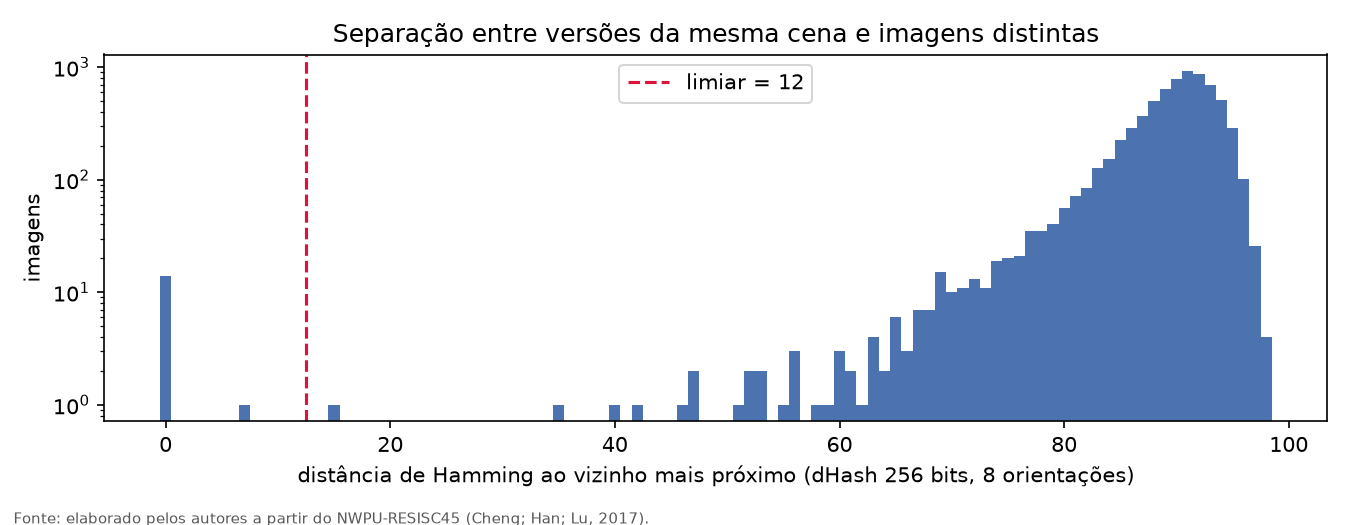 Separação entre versões da mesma cena e imagens distintas
limiar = 12
imagens
10³
10²
10¹
10⁰
0 20 40 60 80 100
distância de Hamming ao vizinho mais próximo (dHash 256 bits, 8 orientações)
Fonte: elaborado pelos autores a partir do NWPU-RESISC45 (Cheng; Han; Lu, 2017).